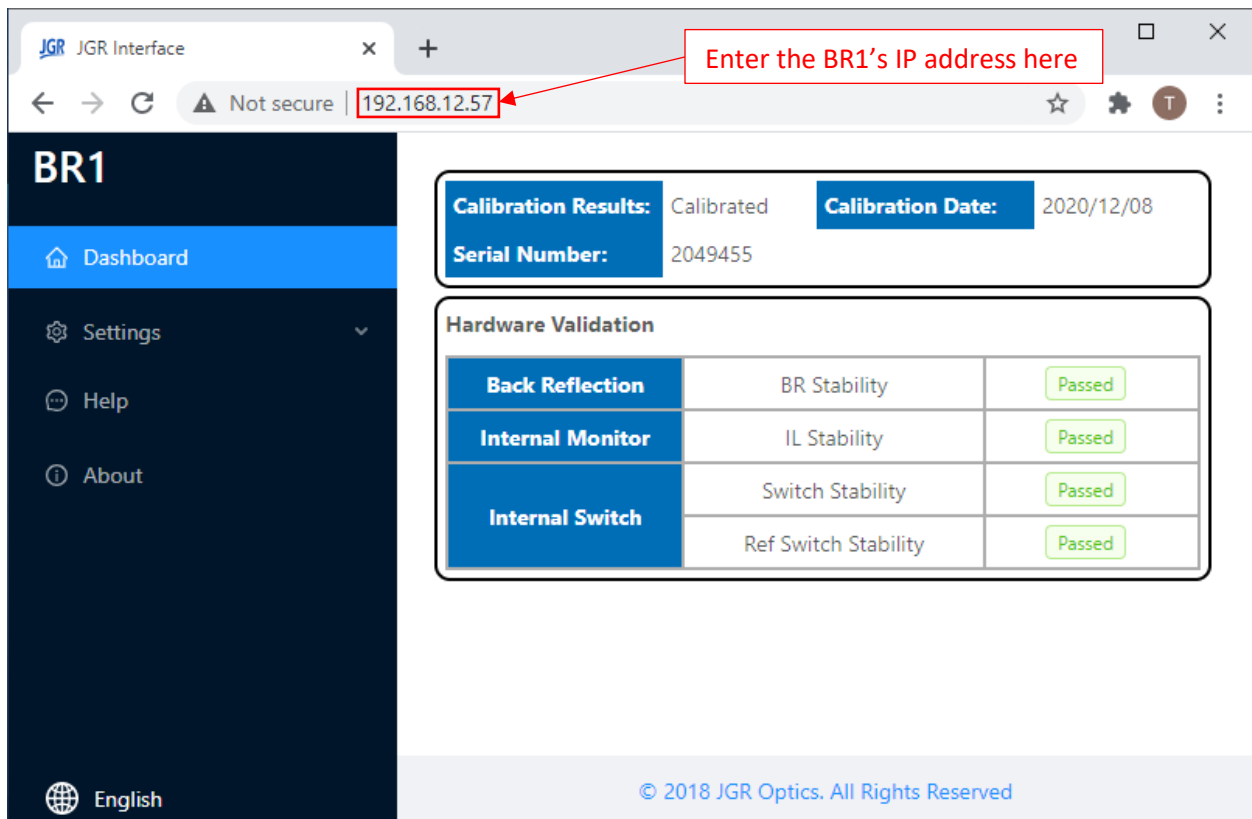 JGR JGR Interface
Enter the BR1’s IP address here
Not secure 192.168.12.57
T
BR1
Dashboard
Settings
Help
About
English
Calibration Results: Calibrated Calibration Date: 2020/12/08
Serial Number: 2049455
Hardware Validation
Back Reflection BR Stability Passed
Internal Monitor IL Stability Passed
Internal Switch Switch Stability Passed
Ref Switch Stability Passed
© 2018 JGR Optics. All Rights Reserved